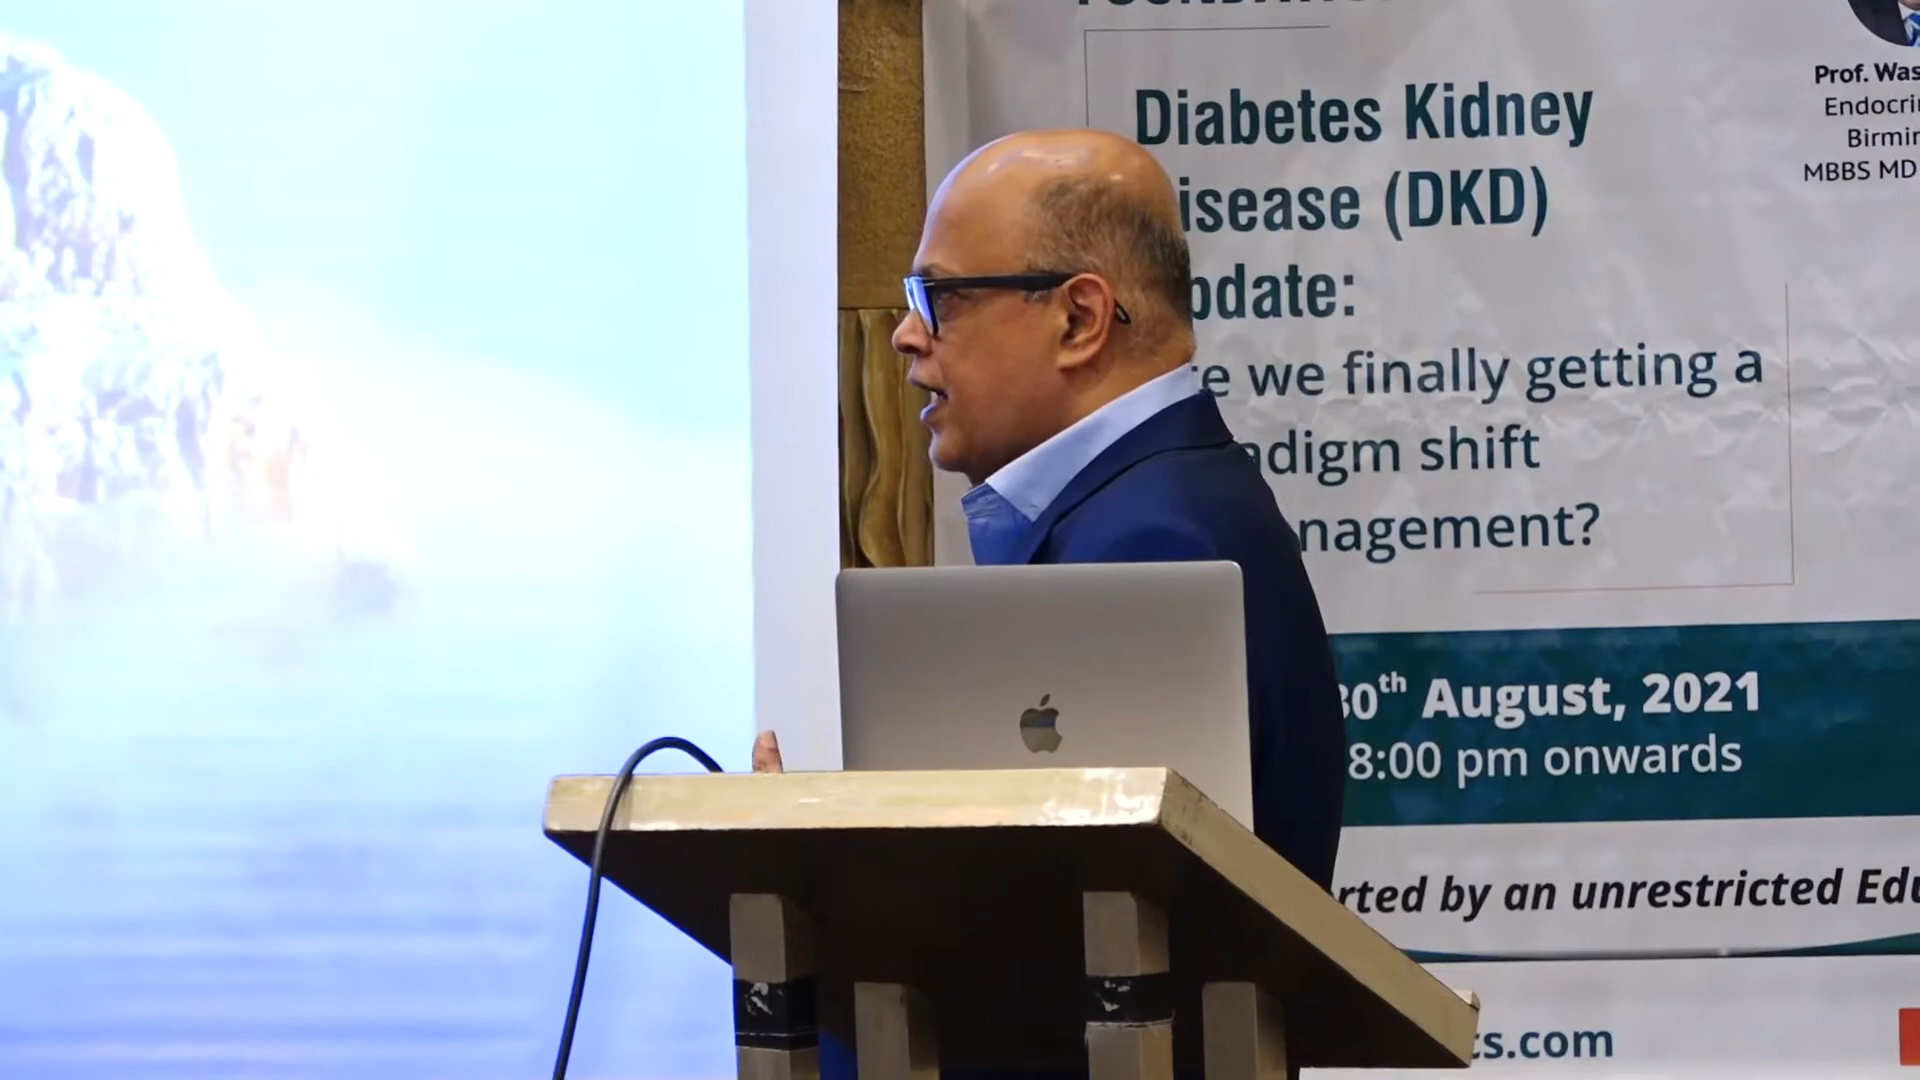 Diabetes Kidney
isease (DKD)
pdate:
e we finally getting a
adigm shift
nagement?
30th August, 2021
8:00 pm onwards
rted by an unrestricted Edu
cs.com
Prof. Was
Endocri
Birmin
MBBS MD